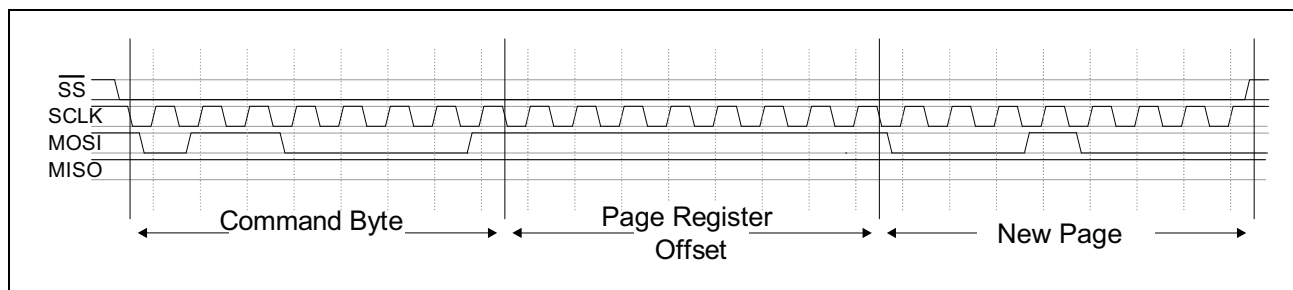 SS
SCLK
MOSI
MISO
Command Byte
Page Register
Offset
New Page